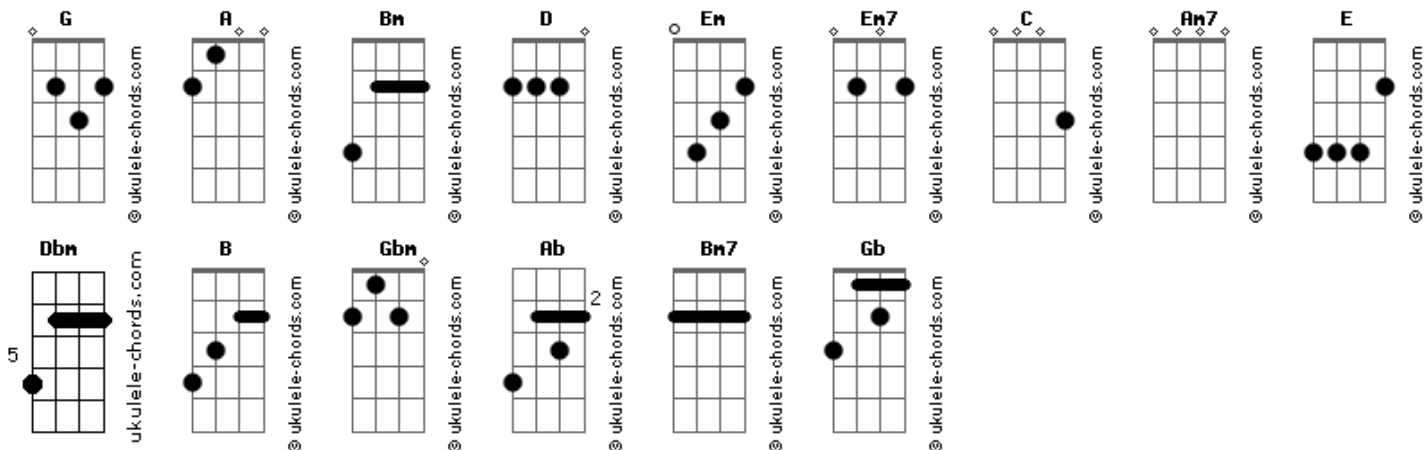 G A Bm D Em Em7 C Am7 E
© ukulele-chords.com © ukulele-chords.com © ukulele-chords.com © ukulele-chords.com © ukulele-chords.com © ukulele-chords.com © ukulele-chords.com © ukulele-chords.com © ukulele-chords.com
Dbm B Gbm Ab Bm7 Gb
5 ukulele-chords.com © ukulele-chords.com © ukulele-chords.com 2 © ukulele-chords.com © ukulele-chords.com © ukulele-chords.com